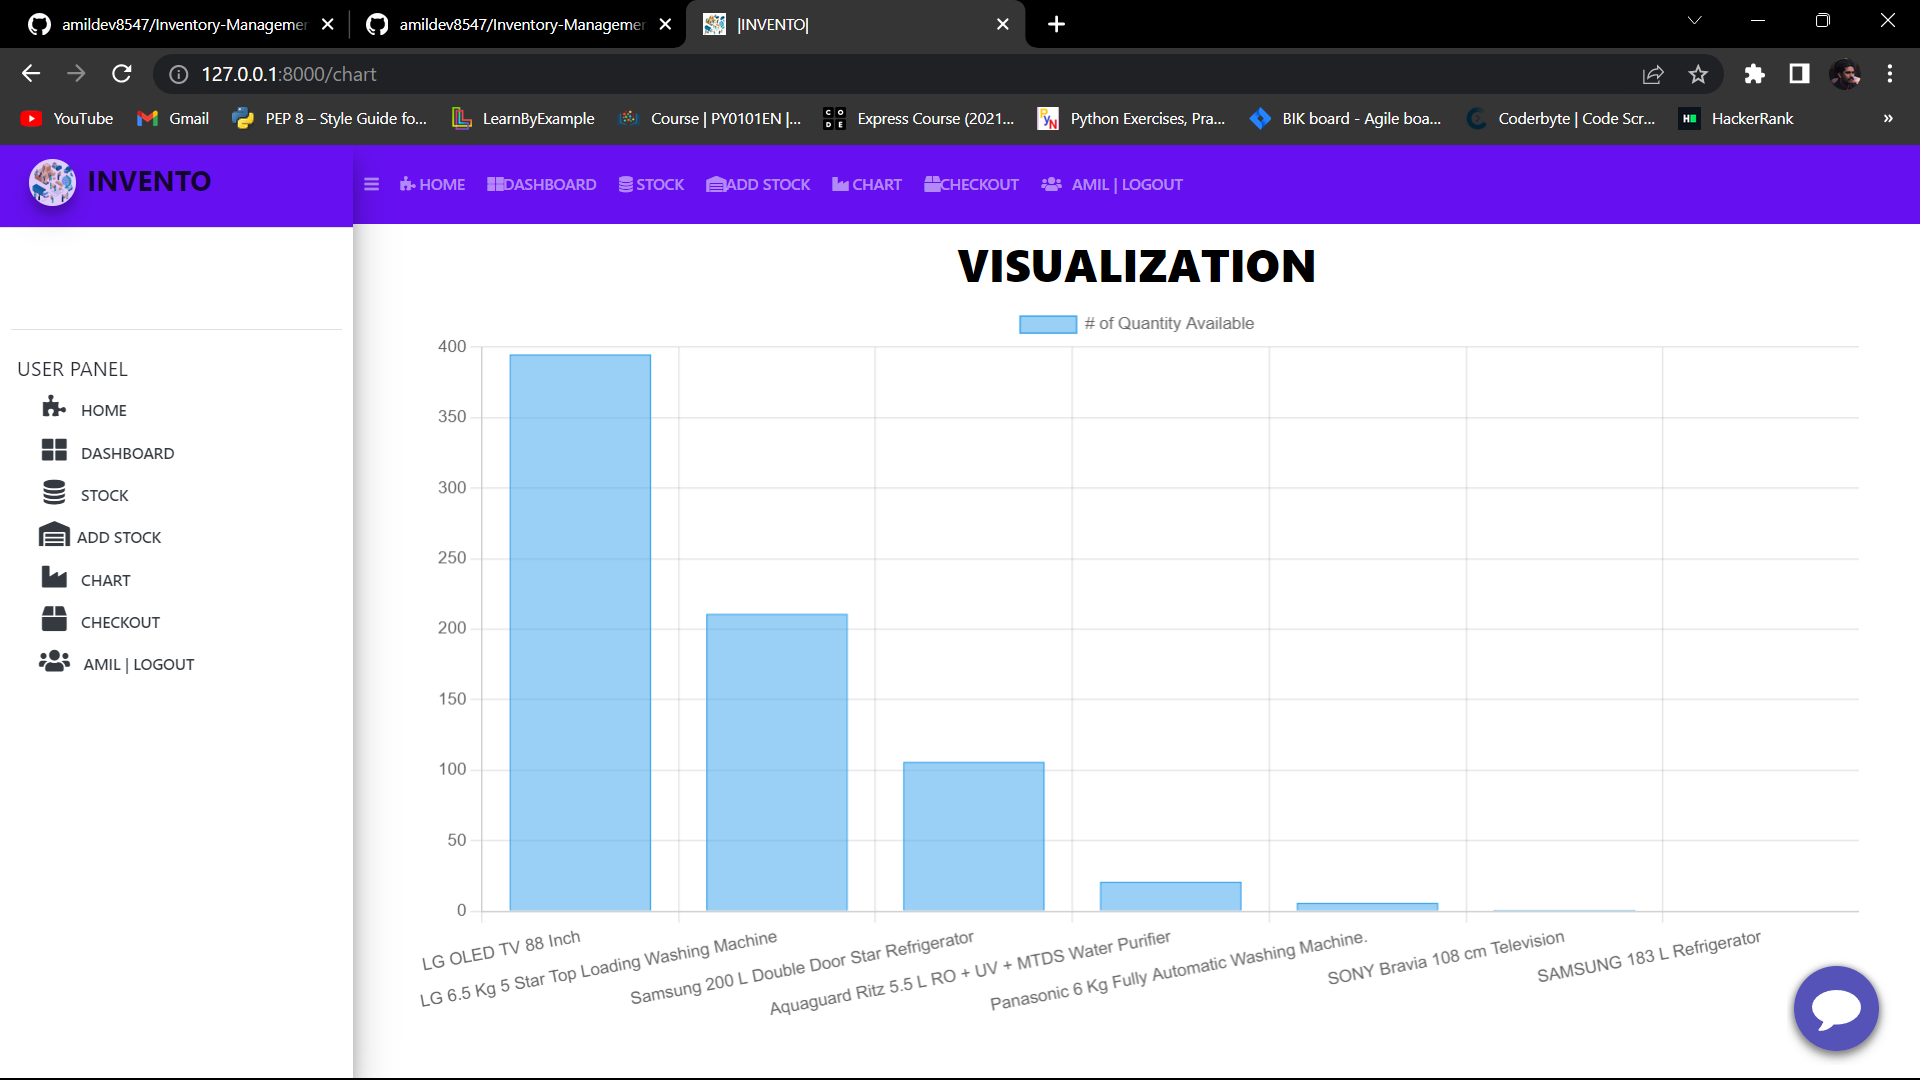 amildev8547/Inventory-Managemer
amildev8547/Inventory-Manageme
|INVENTO|
127.0.0.1:8000/chart
YouTube
Gmail
PEP 8 – Style Guide fo...
LearnByExample
Course | PY0101EN |...
CODE
Express Course (2021...
PyN
Python Exercises, Pra...
BIK board - Agile boa...
Coderbyte | Code Scr...
H
HackerRank
»
INVENTO
HOME
DASHBOARD
STOCK
ADD STOCK
CHART
CHECKOUT
AMIL | LOGOUT
USER PANEL
HOME
DASHBOARD
STOCK
ADD STOCK
CHART
CHECKOUT
AMIL | LOGOUT
VISUALIZATION
# of Quantity Available
400
350
300
250
200
150
100
50
0
LG OLED TV 88 Inch
LG 6.5 Kg 5 Star Top Loading Washing Machine
Samsung 200 L Double Door Star Refrigerator
Aquaguard Ritz 5.5 L RO + UV + MTDS Water Purifier
Panasonic 6 Kg Fully Automatic Washing Machine.
SONY Bravia 108 cm Television
SAMSUNG 183 L Refrigerator